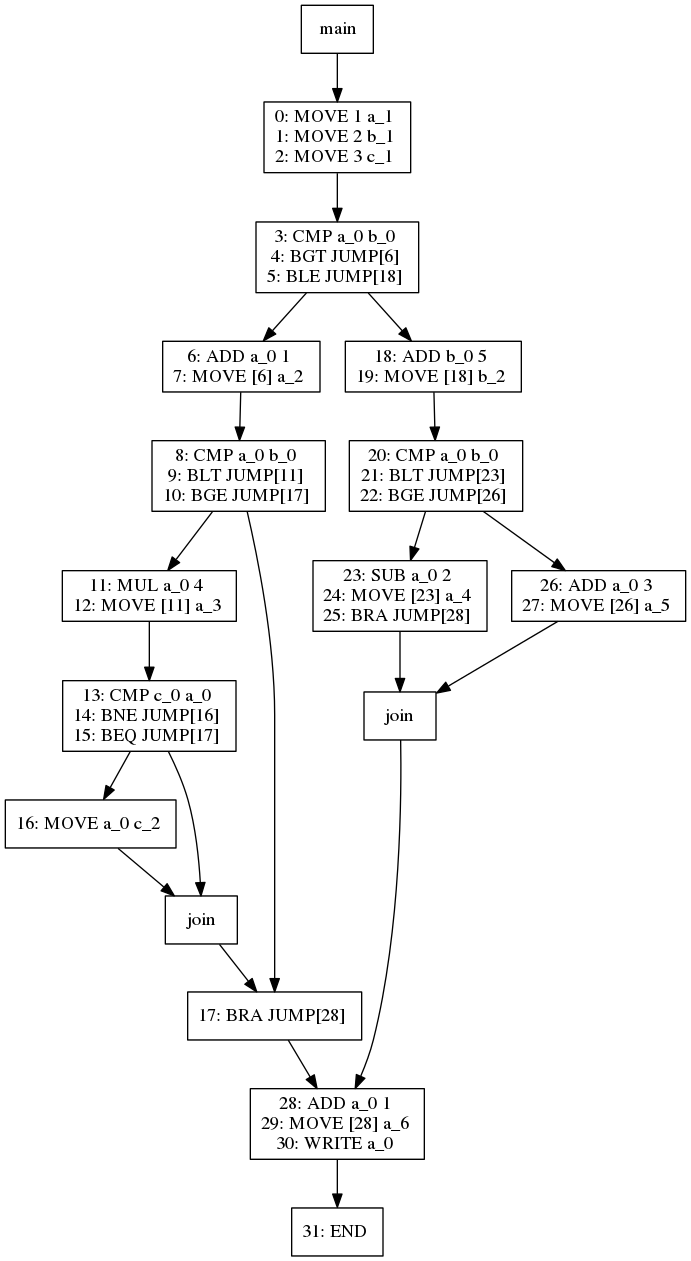 main
0: MOVE 1 a_1
1: MOVE 2 b_1
2: MOVE 3 c_1
3: CMP a_0 b_0
4: BGT JUMP[6]
5: BLE JUMP[18]
6: ADD a_0 1
7: MOVE [6] a_2
18: ADD b_0 5
19: MOVE [18] b_2
8: CMP a_0 b_0
9: BLT JUMP[11]
10: BGE JUMP[17]
20: CMP a_0 b_0
21: BLT JUMP[23]
22: BGE JUMP[26]
11: MUL a_0 4
12: MOVE [11] a_3
23: SUB a_0 2
24: MOVE [23] a_4
25: BRA JUMP[28]
26: ADD a_0 3
27: MOVE [26] a_5
13: CMP c_0 a_0
14: BNE JUMP[16]
15: BEQ JUMP[17]
join
16: MOVE a_0 c_2
join
17: BRA JUMP[28]
28: ADD a_0 1
29: MOVE [28] a_6
30: WRITE a_0
31: END